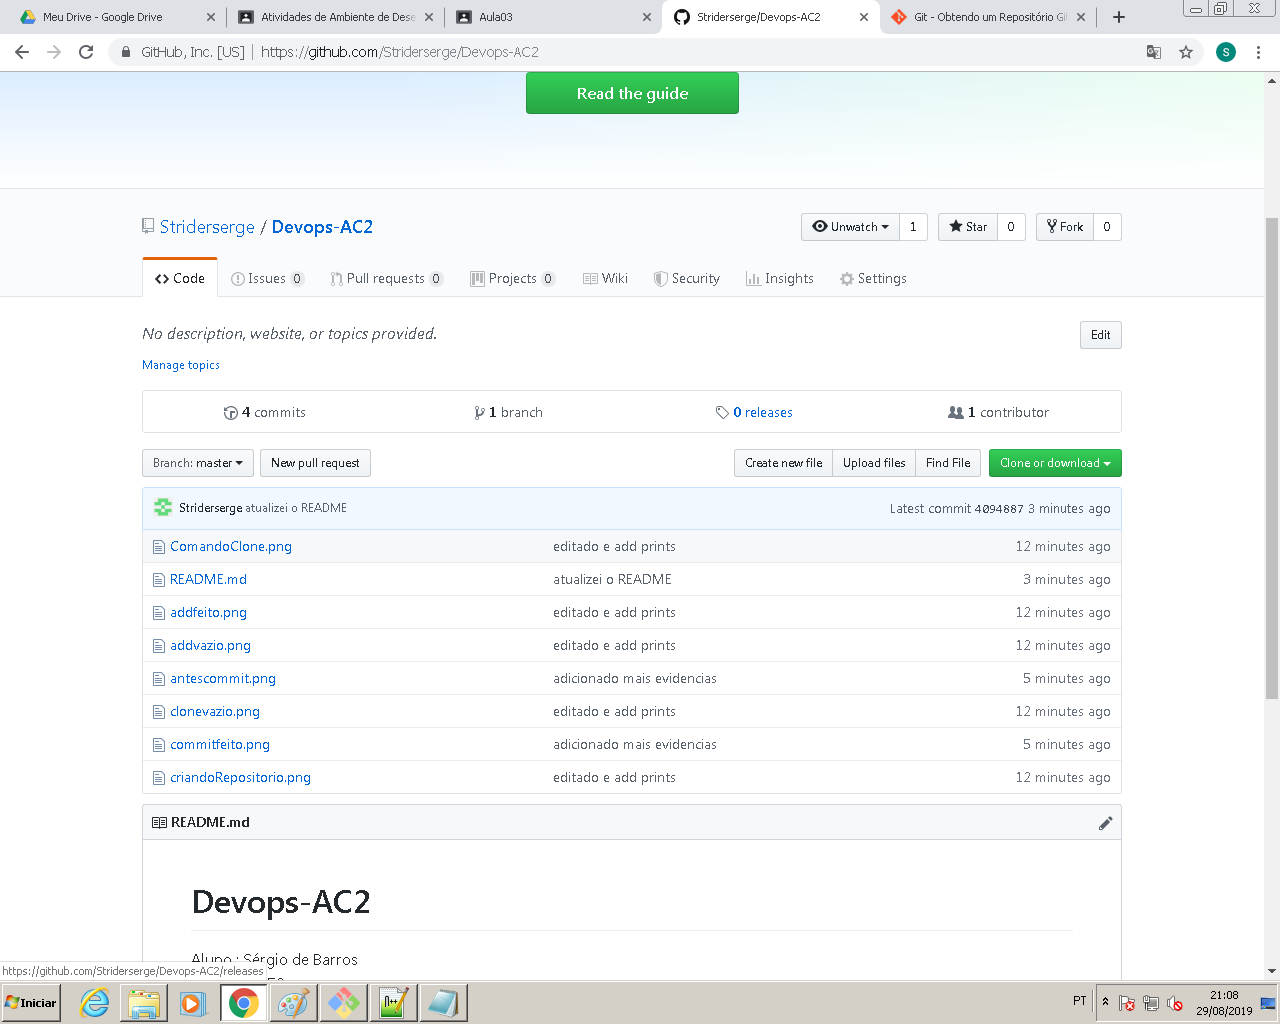 Meu Drive - Google Drive
Atividades de Ambiente de Dese
Aula03
Striderserge/Devops-AC2
Git - Obtendo um Repositório Gi
GitHub, Inc. [US] | https://github.com/Striderserge/Devops-AC2
S
Read the guide
Striderserge / Devops-AC2
Unwatch 1
Star 0
Fork 0
Code
Issues 0
Pull requests 0
Projects 0
Wiki
Security
Insights
Settings
No description, website, or topics provided.
Edit
Manage topics
4 commits
1 branch
0 releases
1 contributor
Branch: master
New pull request
Create new file
Upload files
Find File
Clone or download
Striderserge atualizei o README
Latest commit 4094887 3 minutes ago
ComandoClone.png editado e add prints 12 minutes ago
README.md atualizei o README 3 minutes ago
addfeito.png editado e add prints 12 minutes ago
addvazio.png editado e add prints 12 minutes ago
antescommit.png adicionado mais evidencias 5 minutes ago
clonevazio.png editado e add prints 12 minutes ago
commitfeito.png adicionado mais evidencias 5 minutes ago
criandoRepositorio.png editado e add prints 12 minutes ago
README.md
Devops-AC2
Aluno : Sérgio de Barros
https://github.com/Striderserge/Devops-AC2/releases
Iniciar
PT
21:08
29/08/2019